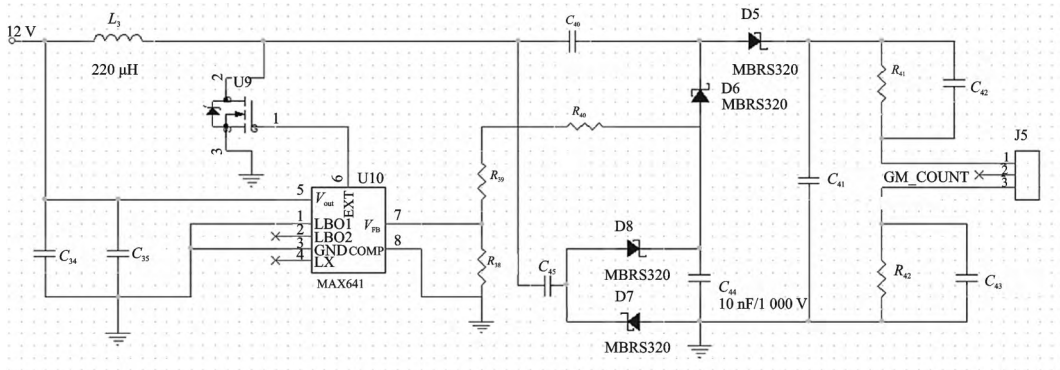 12 V
L3
220 μH
C40
D5
MBRS320
D6
MBRS320
R41
C42
2
U9
1
3
G
R40
J5
1
2
3
GM_COUNT
C41
6
U10
R39
5
Vout
EXT
1
LBO1
VFB
7
2
LBO2
3
GND
COMP
8
4
LX
MAX641
R38
C34
C35
D8
MBRS320
C45
D7
MBRS320
C44
10 nF/1 000 V
R42
C43